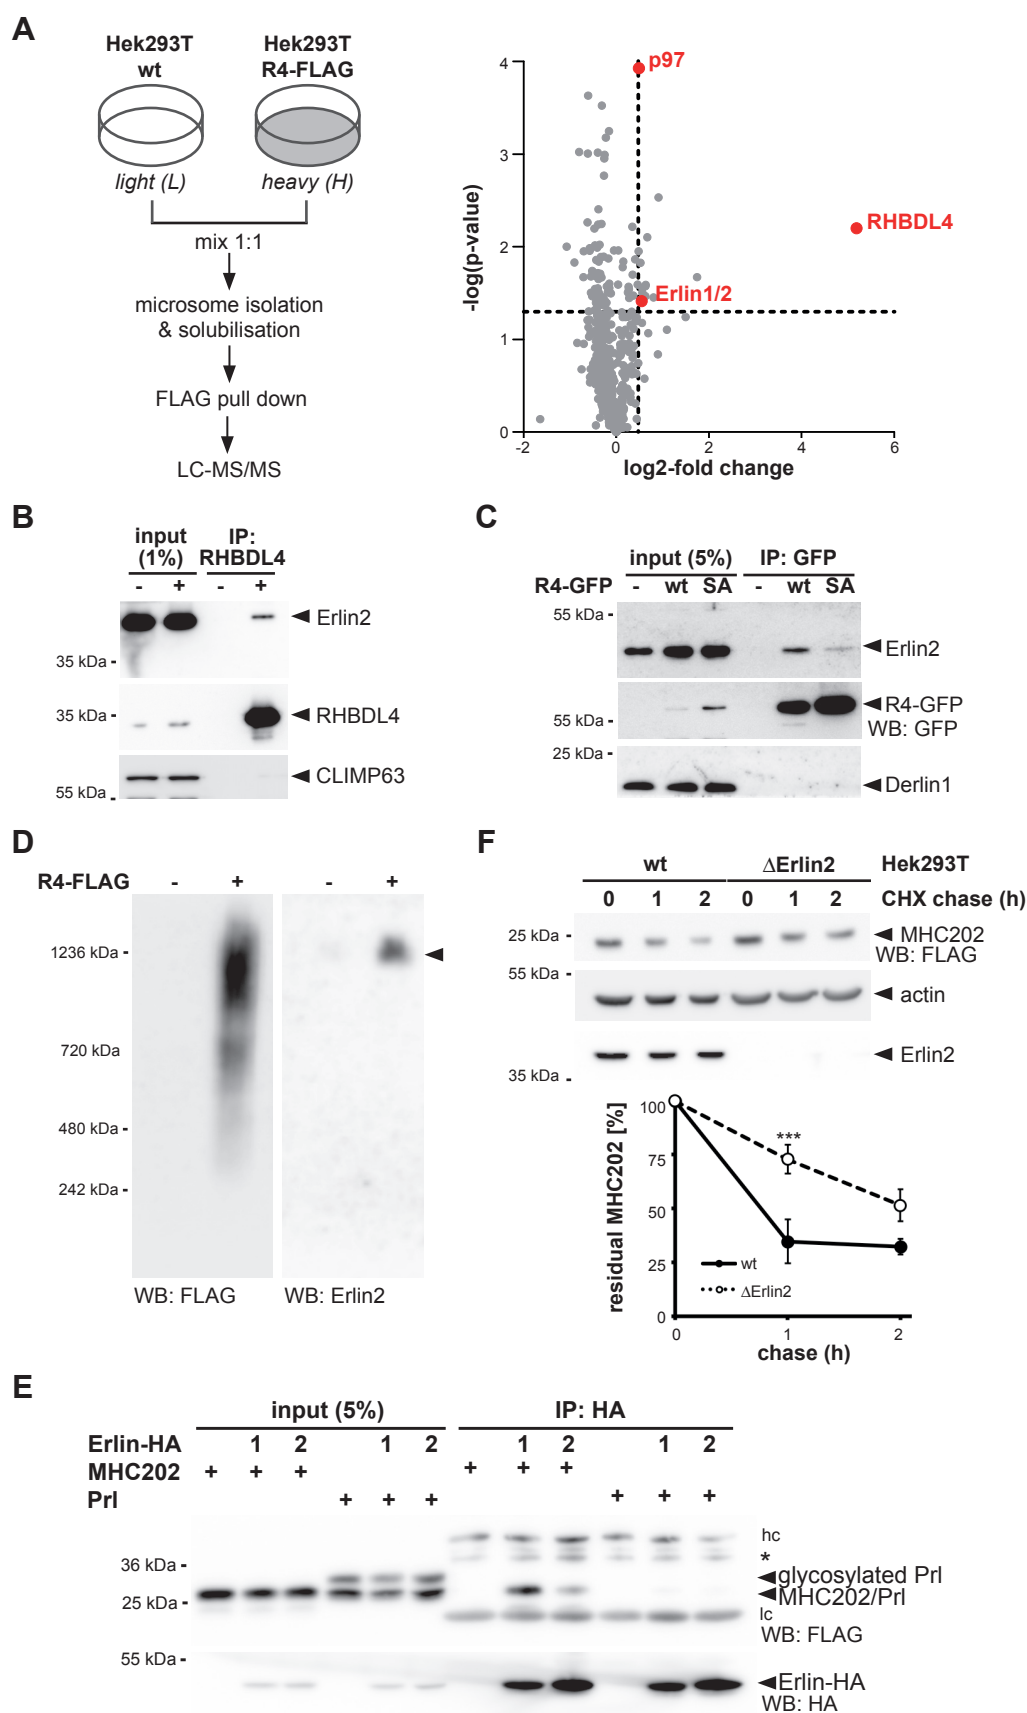 A
Hek293T
wt
Hek293T
R4-FLAG
light (L)
heavy (H)
mix 1:1
microsome isolation
& solubilisation
FLAG pull down
LC-MS/MS
-log(p-value)
4
3
2
1
0
-2
0
2
4
6
log2-fold change
p97
RHBDL4
Erlin1/2
B
input
(1%)
IP:
RHBDL4
- + - +
Erlin2
35 kDa -
35 kDa -
RHBDL4
CLIMP63
55 kDa -
C
input (5%)
IP: GFP
R4-GFP - wt SA - wt SA
55 kDa -
Erlin2
R4-GFP
WB: GFP
55 kDa -
25 kDa -
Derlin1
D
R4-FLAG - + - +
1236 kDa -
720 kDa
480 kDa -
242 kDa -
WB: FLAG
WB: Erlin2
F
wt
ΔErlin2
Hek293T
0 1 2 0 1 2 CHX chase (h)
25 kDa -
MHC202
WB: FLAG
55 kDa -
actin
Erlin2
35 kDa -
residual MHC202 [%]
100
75
50
25
0
***
wt
ΔErlin2
0
1
2
chase (h)
E
input (5%)
IP: HA
Erlin-HA 1 2 1 2 1 2 1 2
MHC202 + + + + + +
Prl + + + + + +
hc
*
36 kDa -
glycosylated Prl
MHC202/Prl
25 kDa -
lc
WB: FLAG
55 kDa -
Erlin-HA
WB: HA